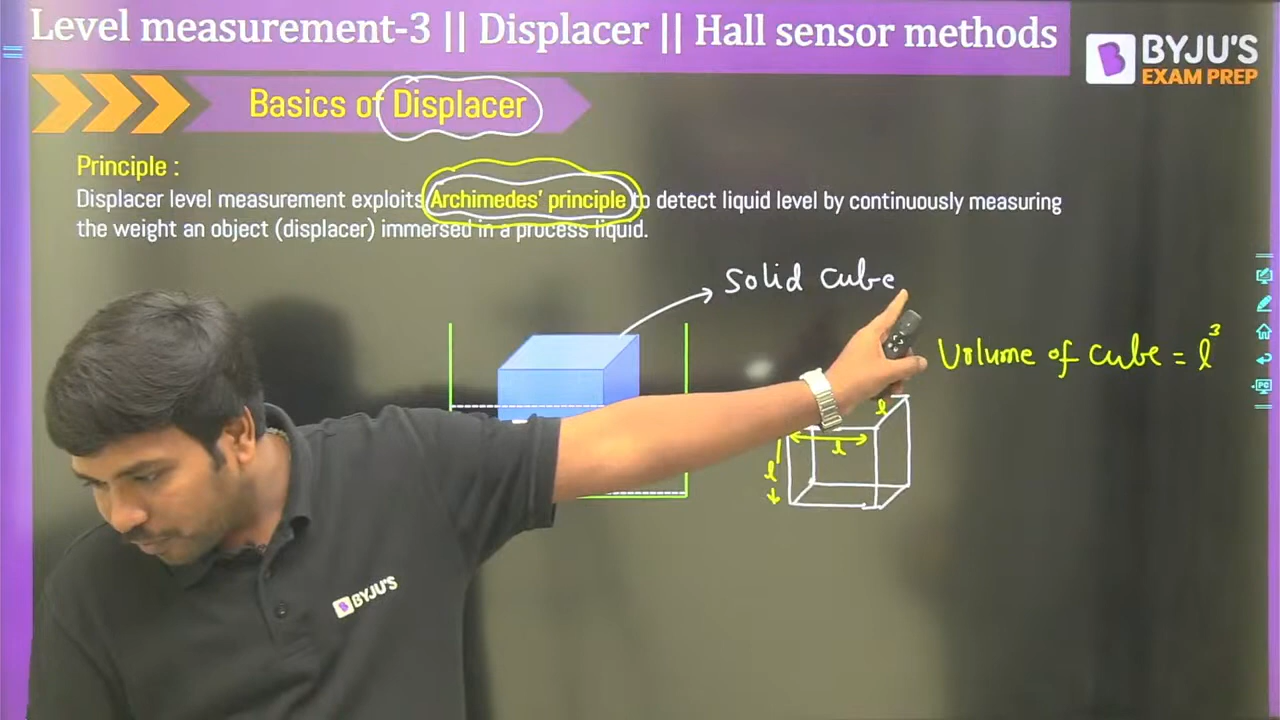 Level measurement-3 || Displacer || Hall sensor methods
BYJU'S
EXAM PREP
Basics of Displacer
Principle :
Displacer level measurement exploits Archimedes' principle to detect liquid level by continuously measuring
the weight an object (displacer) immersed in a process liquid.
Solid cube
Volume of cube = l³
l
l
l
BYJU'S
PC